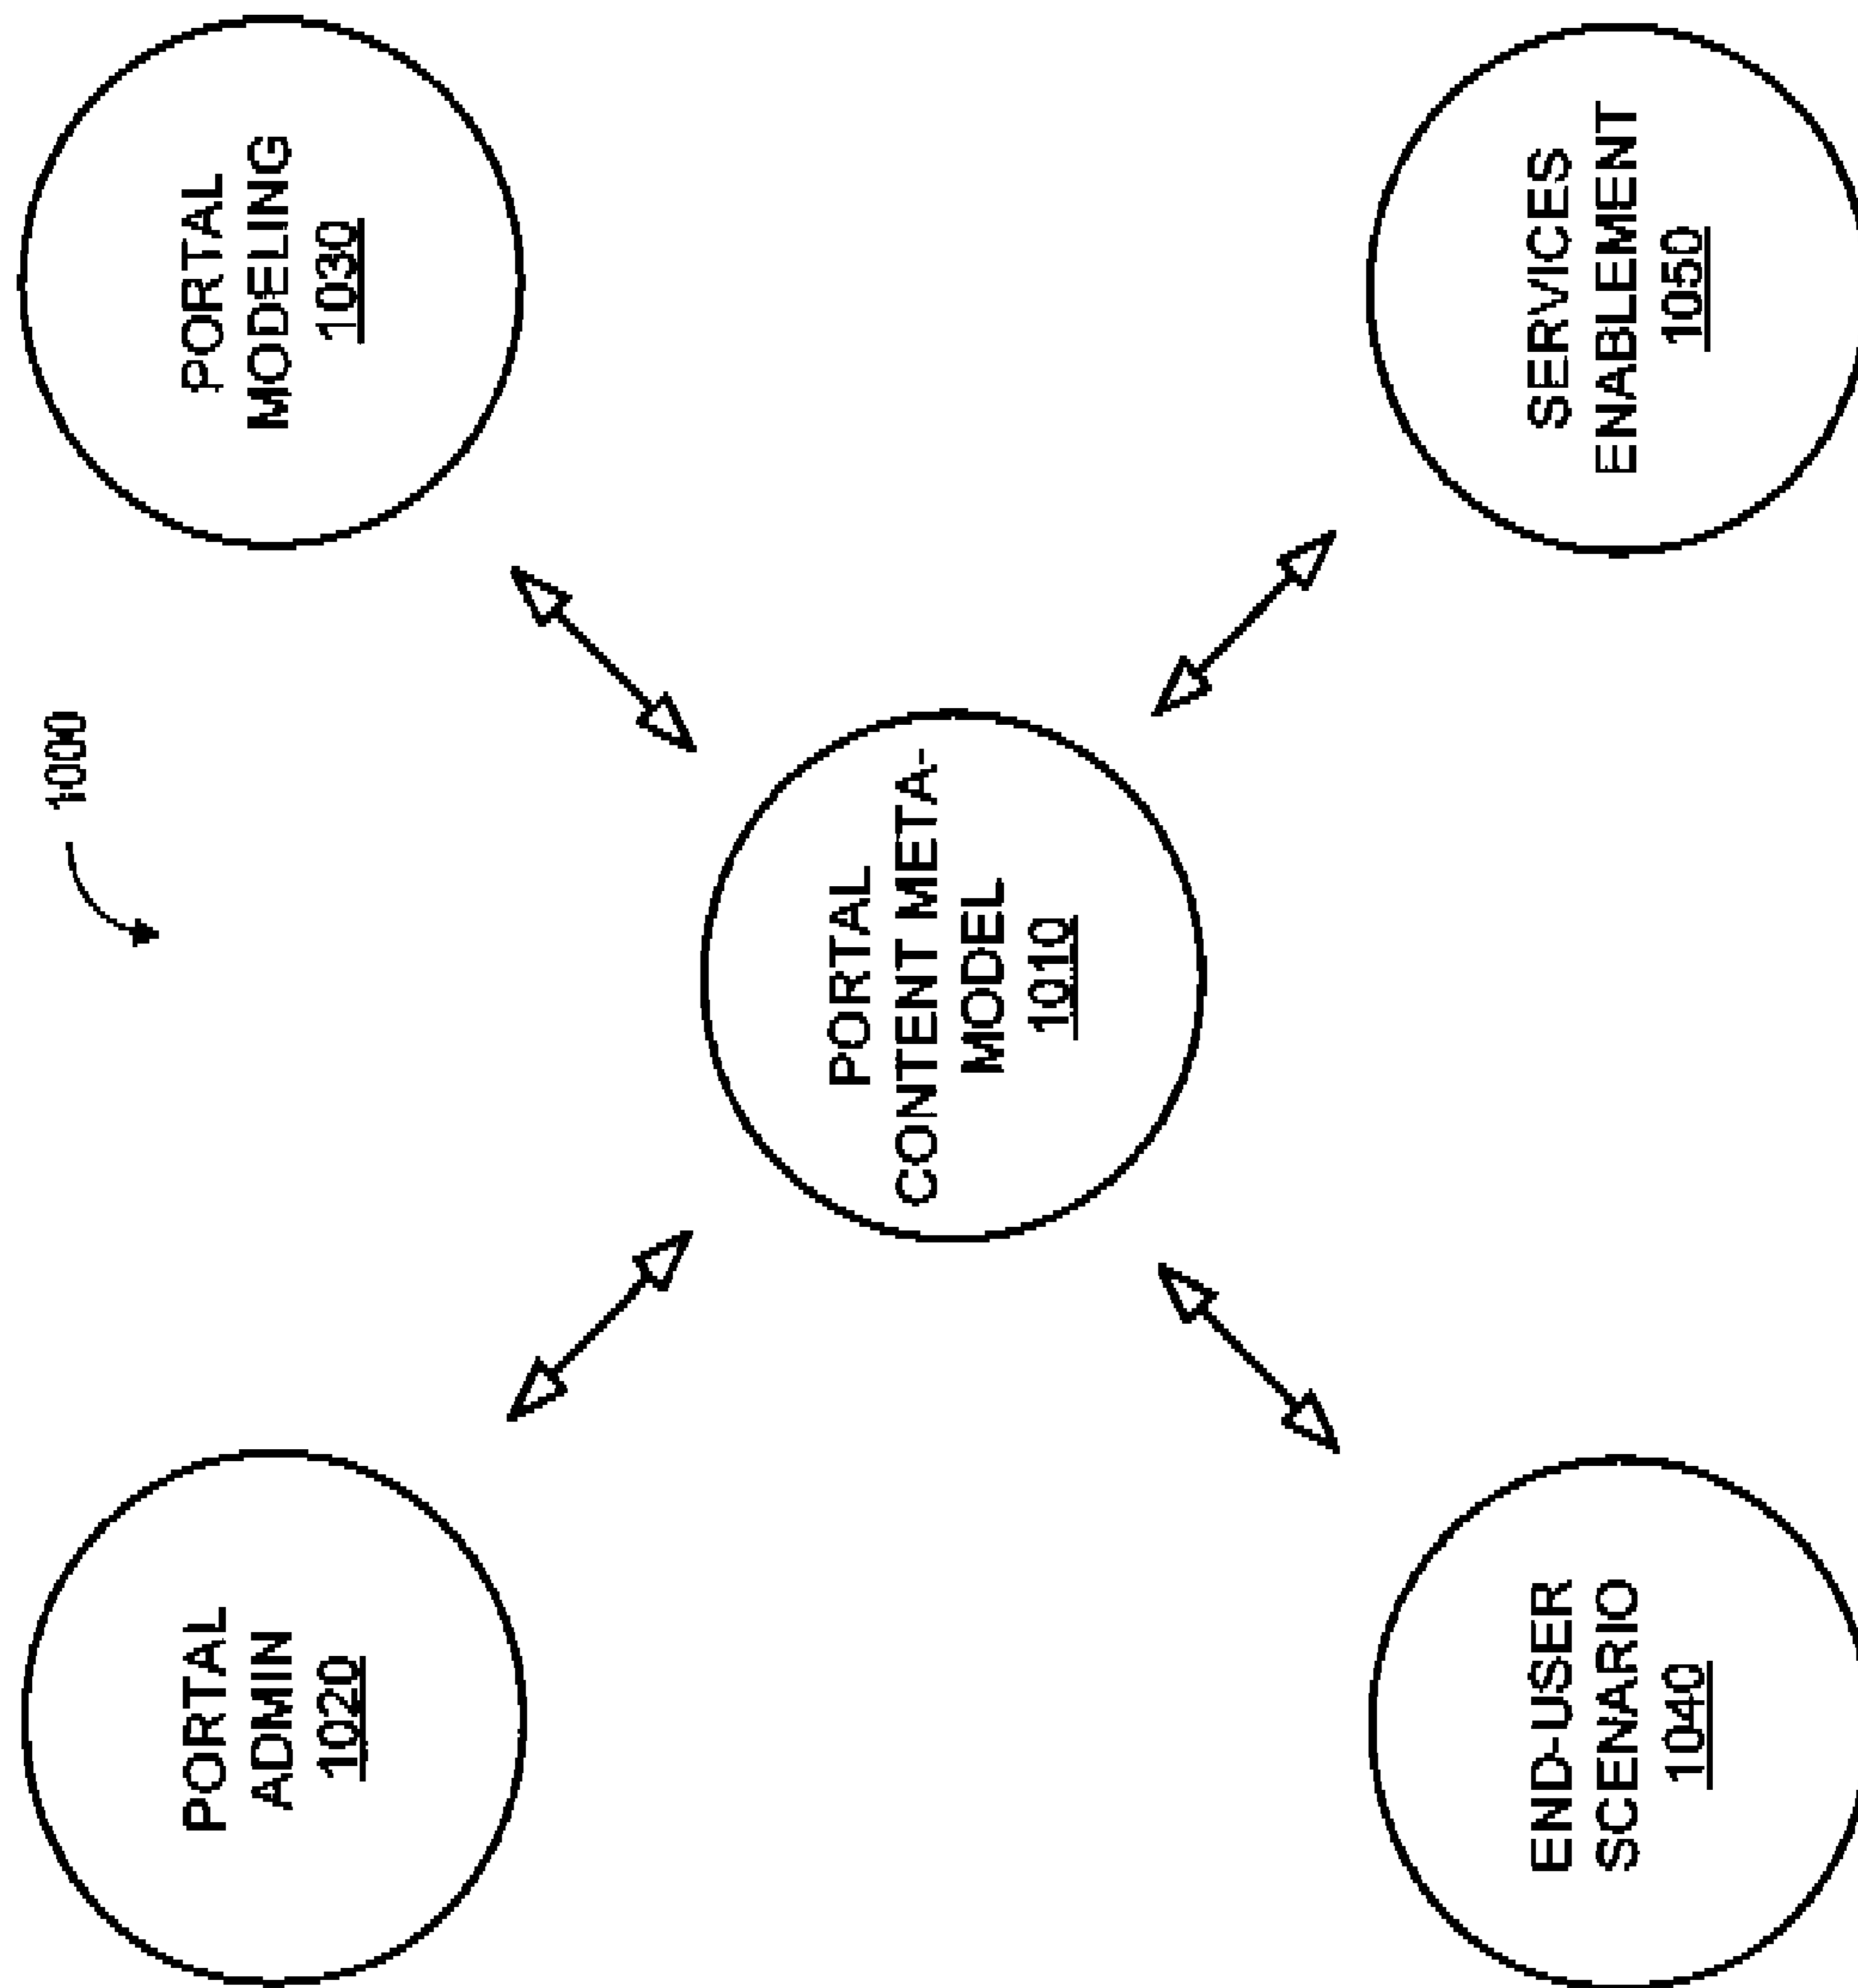 1000
PORTAL
ADMIN
1020
PORTAL
MODELING
1030
PORTAL
CONTENT META-
MODEL
1010
END-USER
SCENARIO
1040
SERVICES
ENABLEMENT
1050